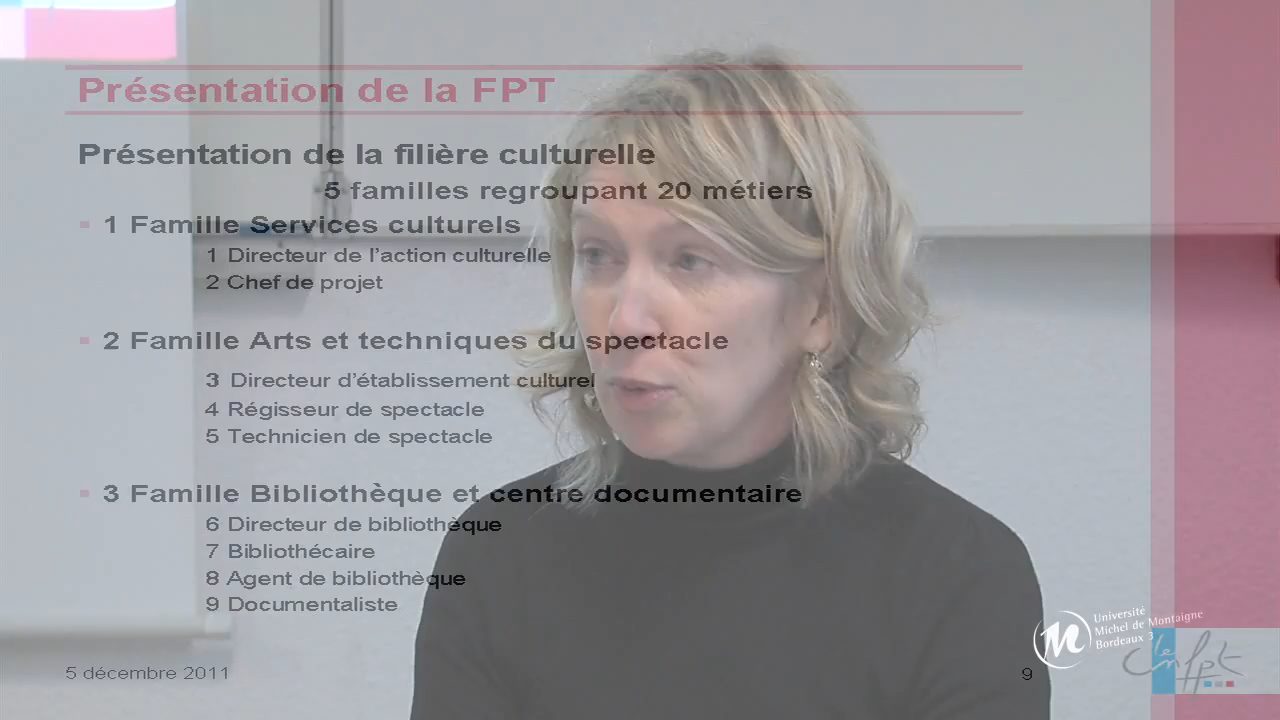 Présentation de la FPT
Présentation de la filière culturelle
5 familles regroupant 20 métiers
▪ 1 Famille Services culturels
1 Directeur de l'action culturelle
2 Chef de projet
▪ 2 Famille Arts et techniques du spectacle
3 Directeur d'établissement culturel
4 Régisseur de spectacle
5 Technicien de spectacle
▪ 3 Famille Bibliothèque et centre documentaire
6 Directeur de bibliothèque
7 Bibliothécaire
8 Agent de bibliothèque
9 Documentaliste
Université
Michel de Montaigne
Bordeaux 3
le cnfpt
5 décembre 2011
9